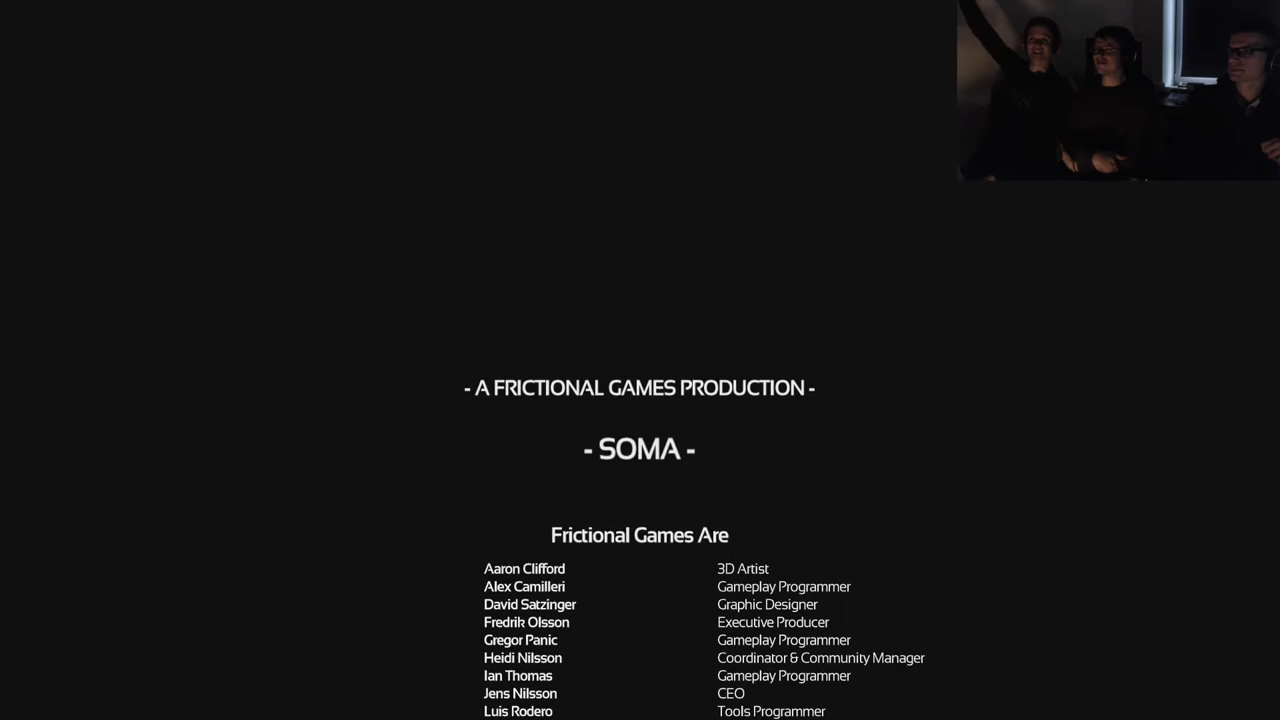 - A FRICTIONAL GAMES PRODUCTION -
- SOMA -
Frictional Games Are
Aaron Clifford 3D Artist
Alex Camilleri Gameplay Programmer
David Satzinger Graphic Designer
Fredrik Olsson Executive Producer
Gregor Panic Gameplay Programmer
Heidi Nilsson Coordinator & Community Manager
Ian Thomas Gameplay Programmer
Jens Nilsson CEO
Luis Rodero Tools Programmer